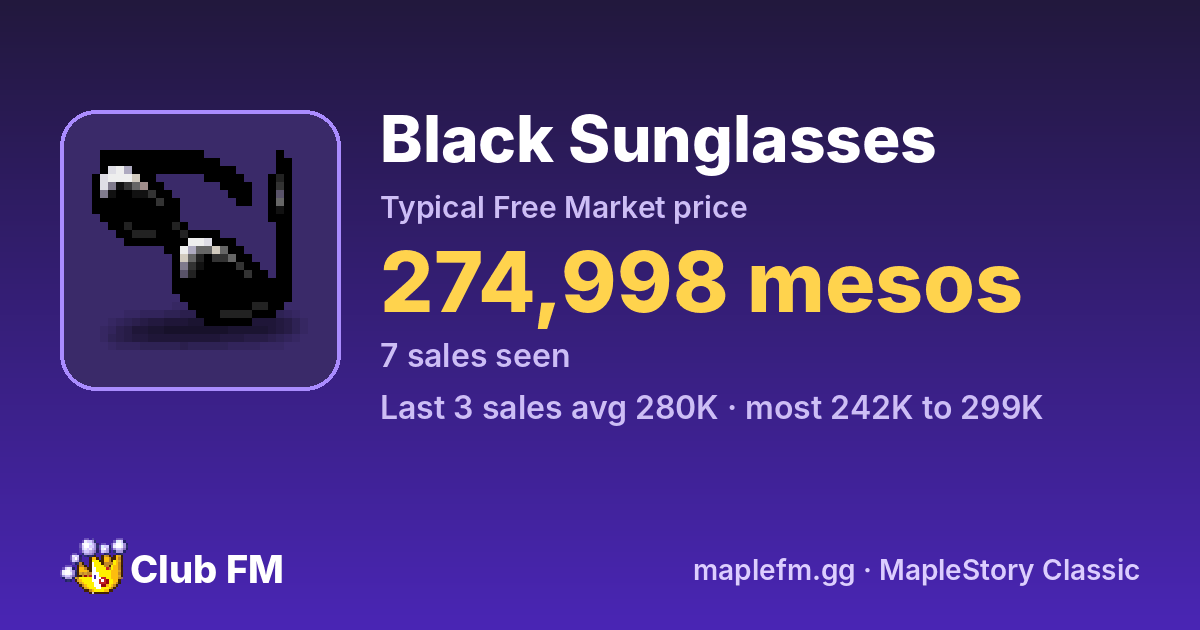 Black Sunglasses
Typical Free Market price
274,998 mesos
7 sales seen
Last 3 sales avg 280K · most 242K to 299K
Club FM
maplefm.gg · MapleStory Classic